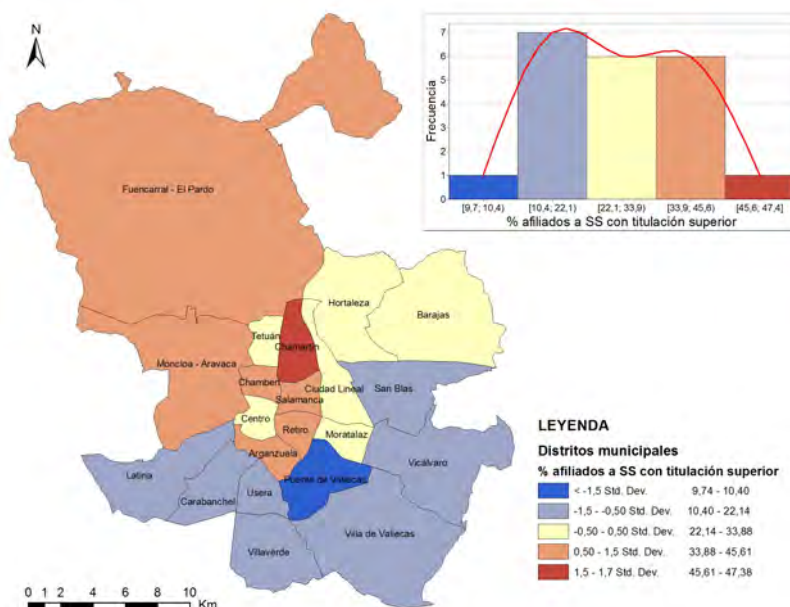 N
Fuencarral - El Pardo
Hortaleza
Barajas
Tetuán
Chamartín
Moncloa - Aravaca
Chamberí
Ciudad Lineal
San Blas
Salamanca
Centro
Retiro
Moratalaz
Arganzuela
Vicálvaro
Latina
Puente de Vallecas
Carabanchel
Usera
Villa de Vallecas
Villaverde
0 1 2 4 6 8 10
Km
Frecuencia
7
6
5
4
3
2
1
0
[9,7; 10,4) [10,4; 22,1) [22,1; 33,9) [33,9; 45,6) [45,6; 47,4]
% afiliados a SS con titulación superior
LEYENDA
Distritos municipales
% afiliados a SS con titulación superior
< -1,5 Std. Dev. 9,74 - 10,40
-1,5 - -0,50 Std. Dev. 10,40 - 22,14
-0,50 - 0,50 Std. Dev. 22,14 - 33,88
0,50 - 1,5 Std. Dev. 33,88 - 45,61
1,5 - 1,7 Std. Dev. 45,61 - 47,38